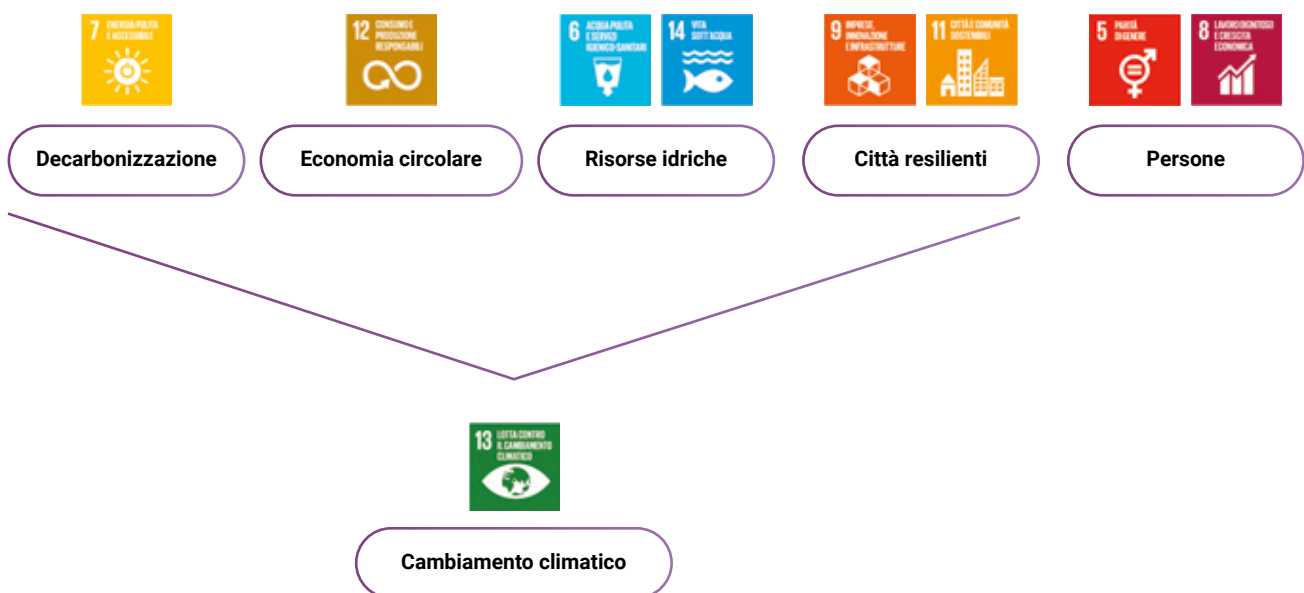 7 ENERGIA PULITA
E ACCESSIBILE
12 CONSUMO E
PRODUZIONE
RESPONSABILI
6 ACQUA PULITA
E SERVIZI
IGIENICO-SANITARI
14 VITA
SOTT'ACQUA
9 IMPRESE,
INNOVAZIONE
E INFRASTRUTTURE
11 CITTÀ E COMUNITÀ
SOSTENIBILI
5 PARITÀ
DI GENERE
8 LAVORO DIGNITOSO
E CRESCITA
ECONOMICA
Decarbonizzazione
Economia circolare
Risorse idriche
Città resilienti
Persone
13 LOTTA CONTRO
IL CAMBIAMENTO
CLIMATICO
Cambiamento climatico